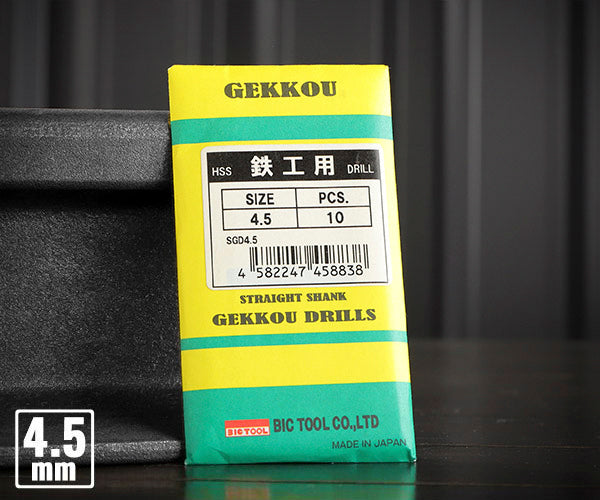 GEKKOU
HSS 鉄工用 DRILL
SIZE PCS.
4.5 10
SGD4.5
4 582247 458838
STRAIGHT SHANK
GEKKOU DRILLS
BIC TOOL BIC TOOL CO.,LTD
MADE IN JAPAN
4.5
mm